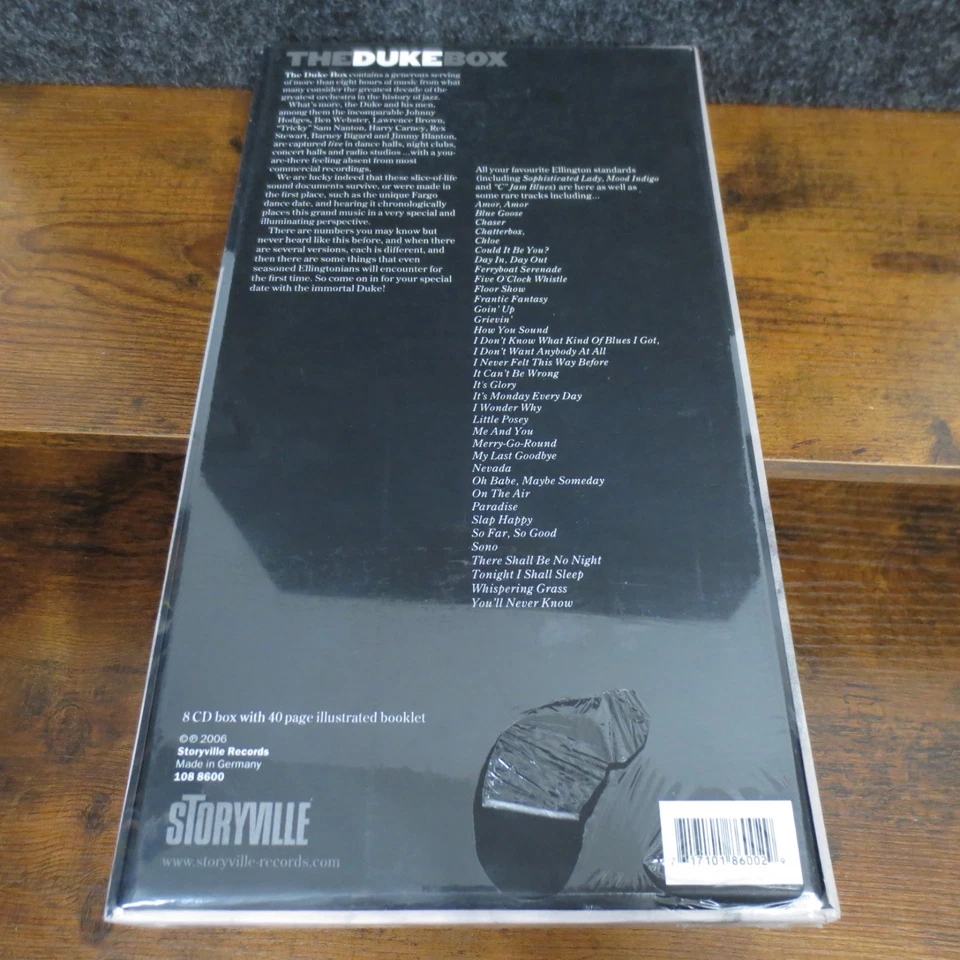 THEDUKEBOX
The Duke Box contains a generous serving
of more than eight hours of music from what
many consider the greatest decade of the
greatest orchestra in the history of jazz.
What's more, the Duke and his men,
among them the incomparable Johnny
Hodges, Ben Webster, Lawrence Brown,
"Tricky" Sam Nanton, Harry Carney, Rex
Stewart, Barney Bigard and Jimmy Blanton,
are captured live in dance halls, night clubs,
concert halls and radio studios ...with a you-
are-there feeling absent from most
commercial recordings.
We are lucky indeed that these slice-of-life
sound documents survive, or were made in
the first place, such as the unique Fargo
dance date, and hearing it chronologically
places this grand music in a very special and
illuminating perspective.
There are numbers you may know but
never heard like this before, and when there
are several versions, each is different, and
then there are some things that even
seasoned Ellingtonians will encounter for
the first time. So come on in for your special
date with the immortal Duke!
All your favourite Ellington standards
(including Sophisticated Lady, Mood Indigo
and "C" Jam Blues) are here as well as
some rare tracks including...
Amor, Amor
Blue Goose
Chaser
Chatterbox,
Chloe
Could It Be You?
Day In, Day Out
Ferryboat Serenade
Five O'Clock Whistle
Floor Show
Frantic Fantasy
Goin' Up
Grievin'
How You Sound
I Don't Know What Kind Of Blues I Got,
I Don't Want Anybody At All
I Never Felt This Way Before
It Can't Be Wrong
It's Glory
It's Monday Every Day
I Wonder Why
Little Posey
Me And You
Merry-Go-Round
My Last Goodbye
Nevada
Oh Babe, Maybe Someday
On The Air
Paradise
Slap Happy
So Far, So Good
Sono
There Shall Be No Night
Tonight I Shall Sleep
Whispering Grass
You'll Never Know
8 CD box with 40 page illustrated booklet
©℗ 2006
Storyville Records
Made in Germany
108 8600
STORYVILLE
www.storyville-records.com
7 17101 86002 9